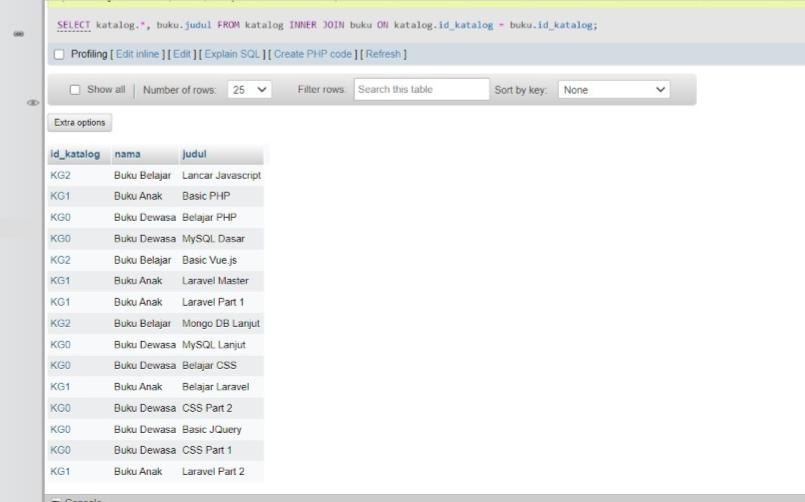 SELECT katalog.*, buku.judul FROM katalog INNER JOIN buku ON katalog.id_katalog = buku.id_katalog;
Profiling [ Edit inline ] [ Edit ] [ Explain SQL ] [ Create PHP code ] [ Refresh ]
Show all Number of rows: 25 Filter rows: Search this table Sort by key: None
Extra options
id_katalog nama judul
KG2 Buku Belajar Lancar Javascript
KG1 Buku Anak Basic PHP
KG0 Buku Dewasa Belajar PHP
KG0 Buku Dewasa MySQL Dasar
KG2 Buku Belajar Basic Vue.js
KG1 Buku Anak Laravel Master
KG1 Buku Anak Laravel Part 1
KG2 Buku Belajar Mongo DB Lanjut
KG0 Buku Dewasa MySQL Lanjut
KG0 Buku Dewasa Belajar CSS
KG1 Buku Anak Belajar Laravel
KG0 Buku Dewasa CSS Part 2
KG0 Buku Dewasa Basic JQuery
KG0 Buku Dewasa CSS Part 1
KG1 Buku Anak Laravel Part 2
Console